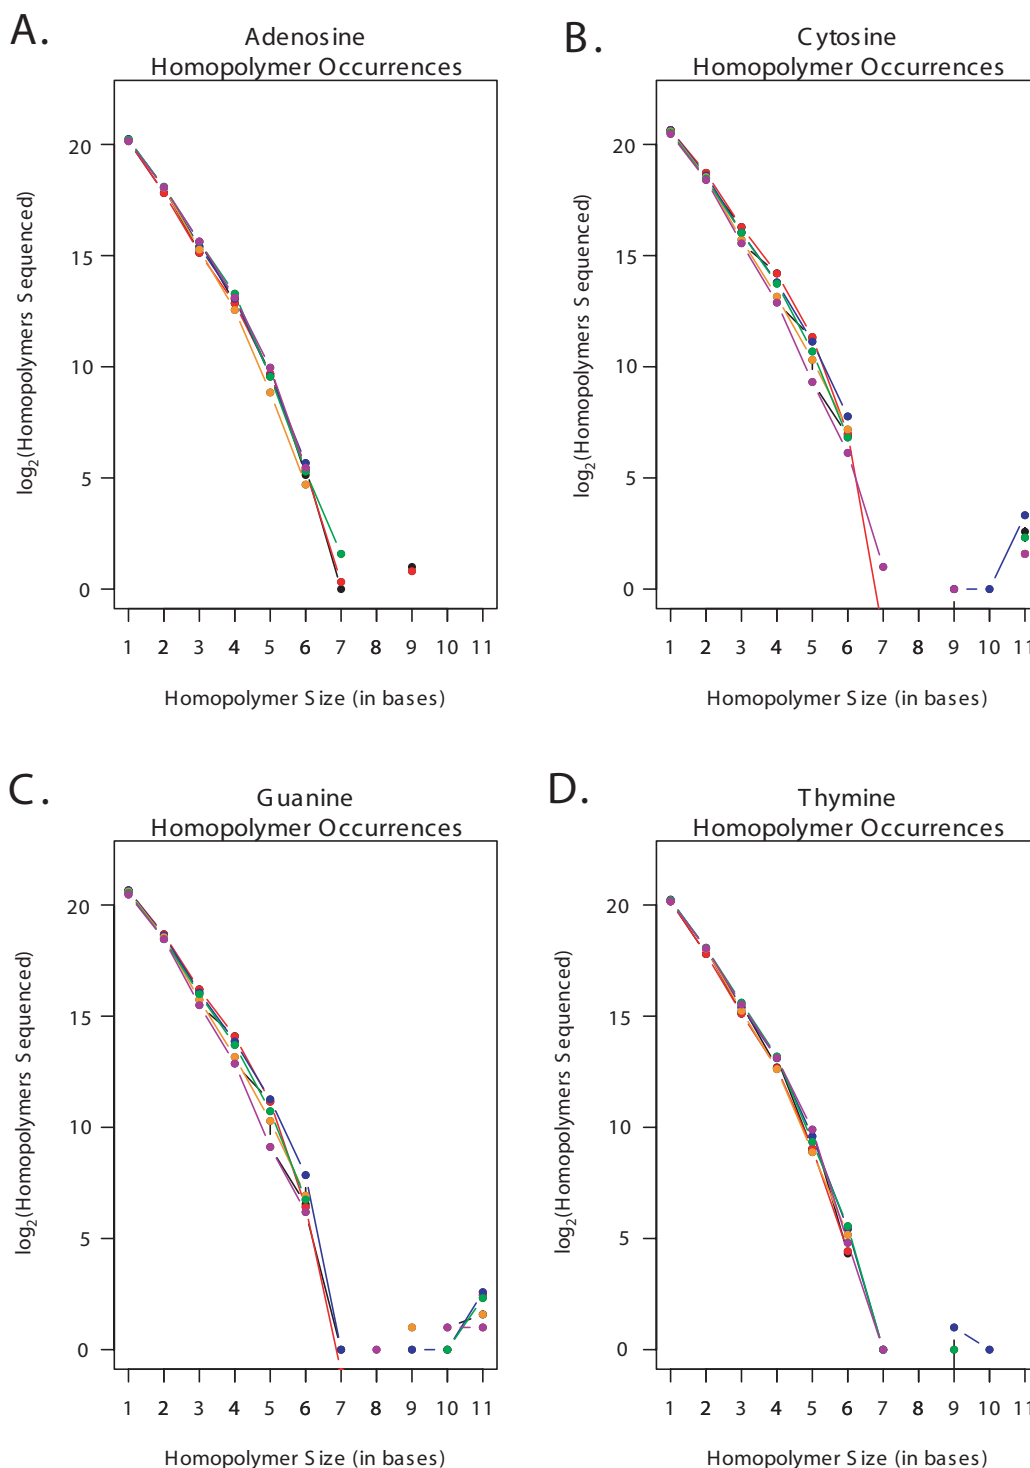 A.
Adenosine
Homopolymer Occurrences
log2(Homopolymers Sequenced)
20
15
10
5
0
1 2 3 4 5 6 7 8 9 10 11
Homopolymer Size (in bases)
B.
Cytosine
Homopolymer Occurrences
log2(Homopolymers Sequenced)
20
15
10
5
0
1 2 3 4 5 6 7 8 9 10 11
Homopolymer Size (in bases)
C.
Guanine
Homopolymer Occurrences
log2(Homopolymers Sequenced)
20
15
10
5
0
1 2 3 4 5 6 7 8 9 10 11
Homopolymer Size (in bases)
D.
Thymine
Homopolymer Occurrences
log2(Homopolymers Sequenced)
20
15
10
5
0
1 2 3 4 5 6 7 8 9 10 11
Homopolymer Size (in bases)